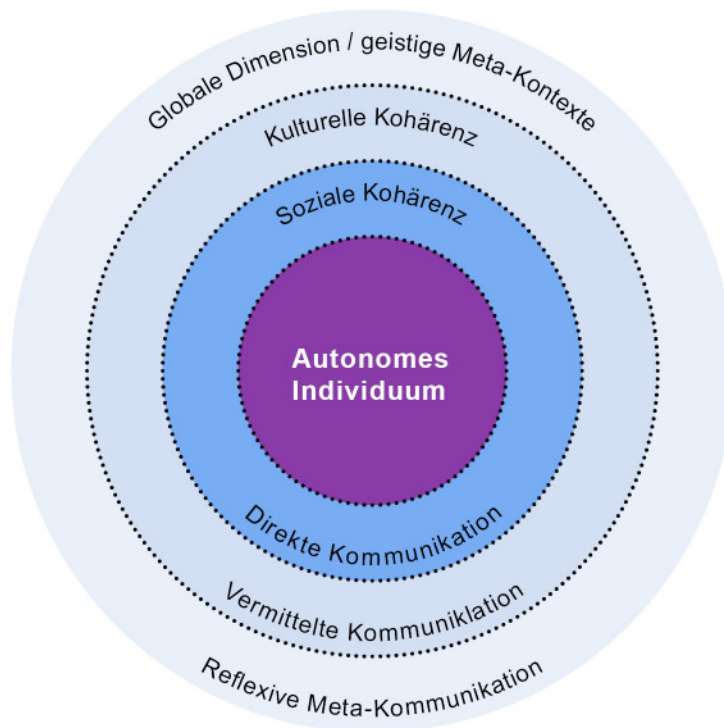 Globale Dimension / geistige Meta-Kontexte
Kulturelle Kohärenz
Soziale Kohärenz
Autonomes
Individuum
Direkte Kommunikation
Vermittelte Kommuniklation
Reflexive Meta-Kommunikation